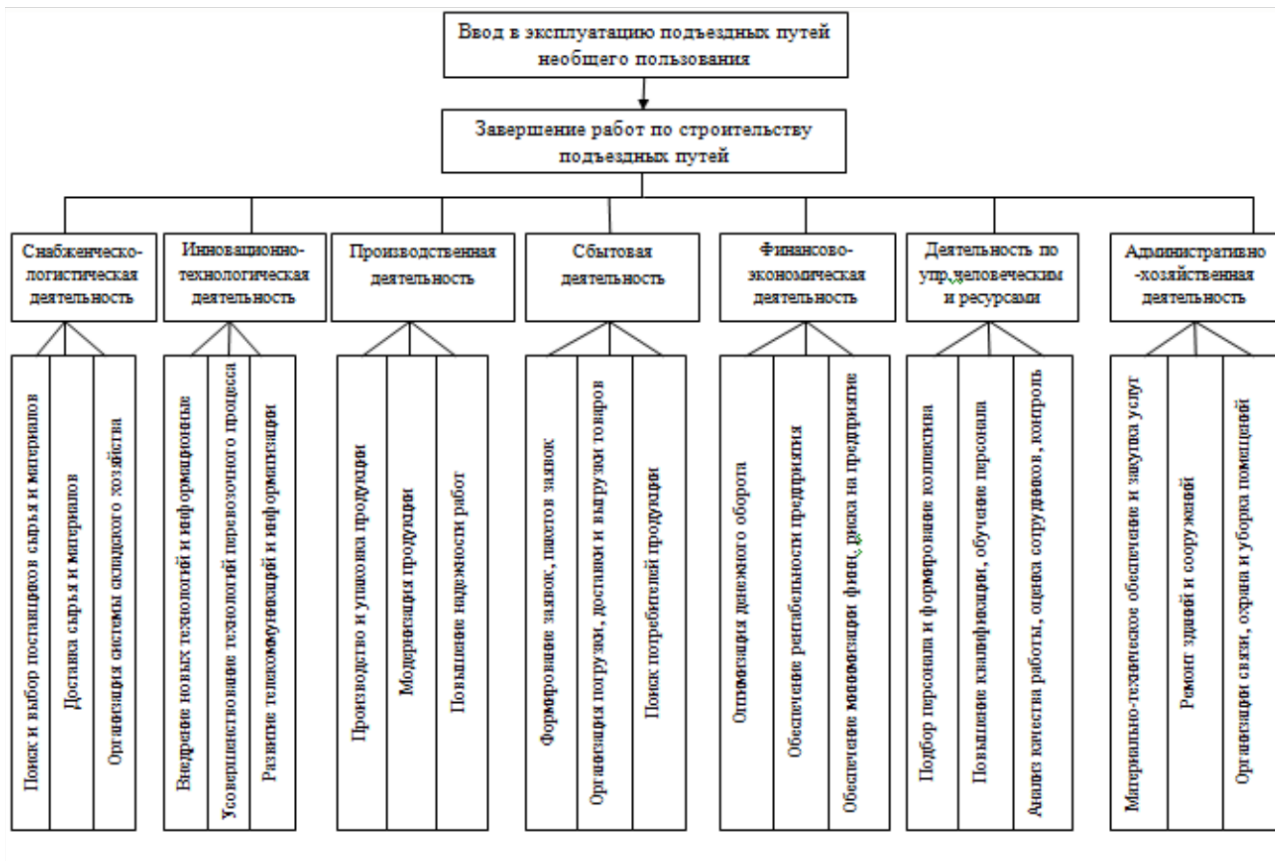 Ввод в эксплуатацию подъездных путей
необщего пользования
Завершение работ по строительству
подъездных путей
Снабженческо-
логистическая
деятельность
Инновационно-
технологическая
деятельность
Производственная
деятельность
Сбытовая
деятельность
Финансово-
экономическая
деятельность
Деятельность по
упр,человеческим
и ресурсами
Административно
-хозяйственная
деятельность
Поиск и выбор поставщиков сырья и материалов
Доставка сырья и материалов
Организация системы складского хозяйства
Внедрение новых технологий и информационные
Усовершенствование технологий перевозочного процесса
Развитие телекоммуникаций и информатизации
Производство и упаковка продукции
Модернизация продукции
Повышение надежности работ
Формирование заявок, пакетов заявок
Организация погрузки, доставки и выгрузки товаров
Поиск потребителей продукции
Оптимизация денежного оборота
Обеспечение рентабельности предприятия
Обеспечение минимизации фин, риска на предприятие
Подбор персонала и формирование коллектива
Повышение квалификации, обучение персонала
Анализ качества работы, оценка сотрудников, контроль
Материально-техническое обеспечение и закупка услуг
Ремонт зданий и сооружений
Организации связи, охрана и уборка помещений